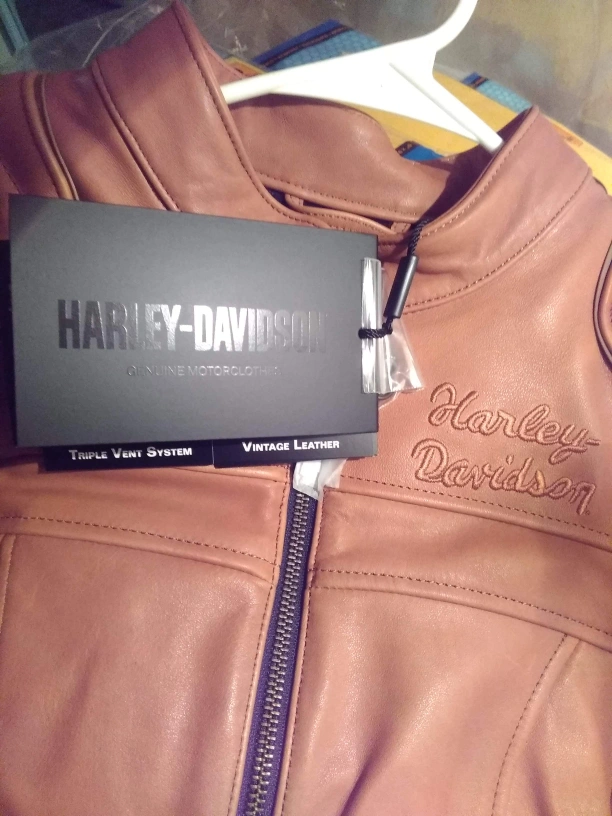 HARLEY-DAVIDSON
GENUINE MOTORCLOTHES
TRIPLE VENT SYSTEM
VINTAGE LEATHER
Harley-
Davidson